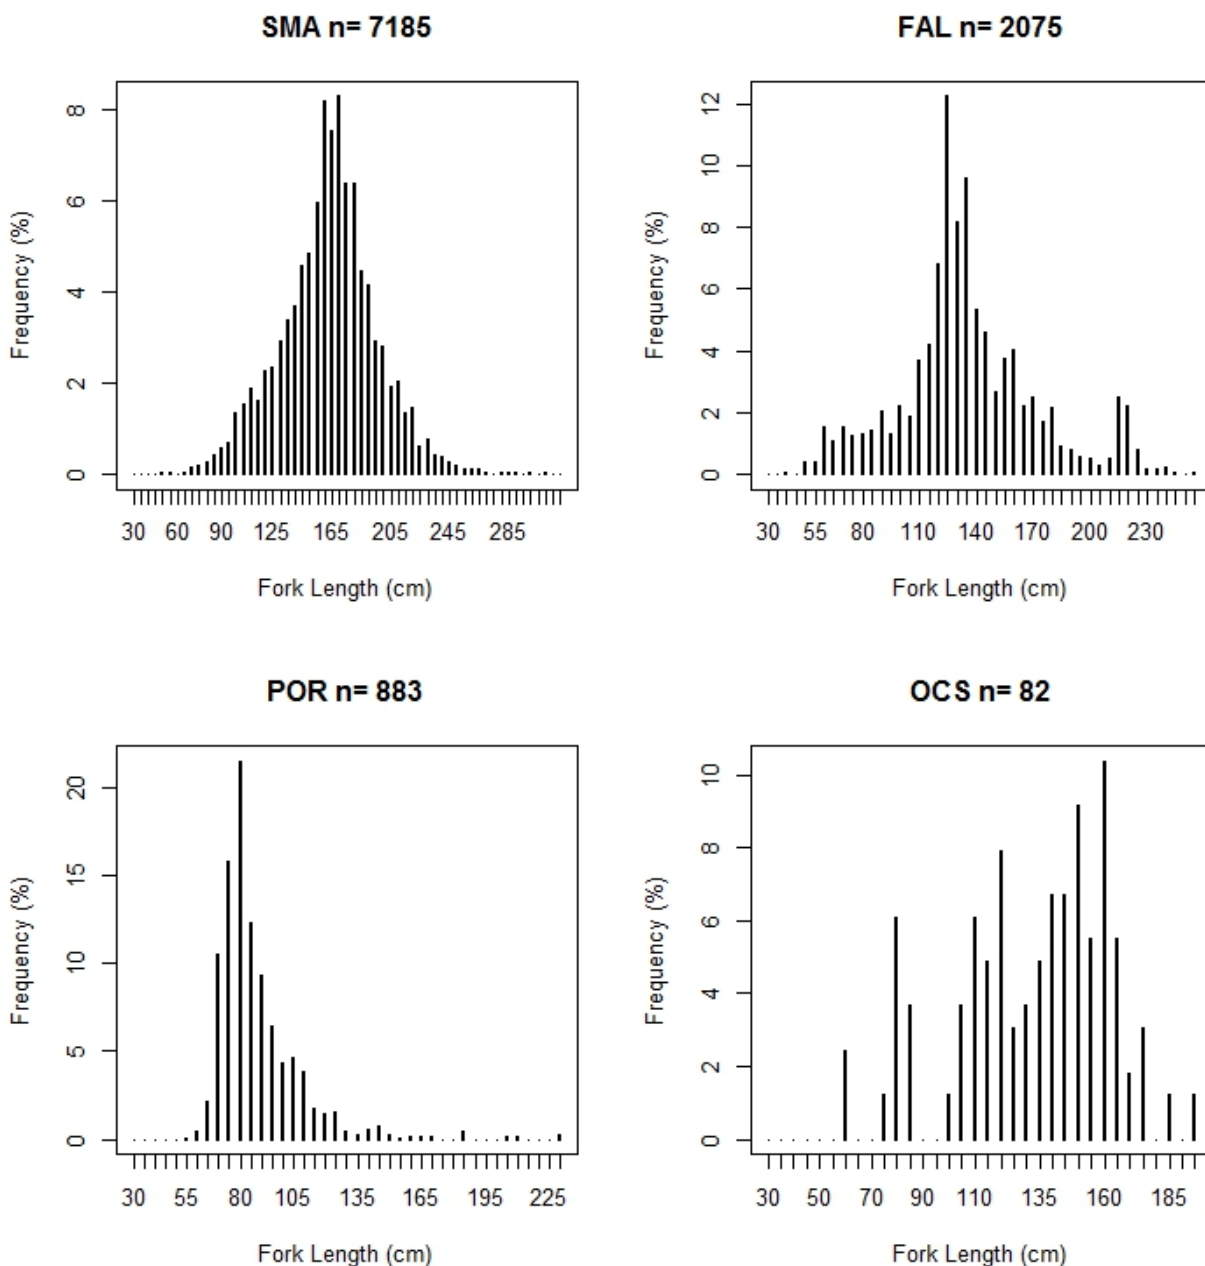 SMA n= 7185
Frequency (%)
8
6
4
2
0
30 60 90 125 165 205 245 285
Fork Length (cm)
FAL n= 2075
Frequency (%)
12
10
8
6
4
2
0
30 55 80 110 140 170 200 230
Fork Length (cm)
POR n= 883
Frequency (%)
20
15
10
5
0
30 55 80 105 135 165 195 225
Fork Length (cm)
OCS n= 82
Frequency (%)
10
8
6
4
2
0
30 50 70 90 110 135 160 185
Fork Length (cm)